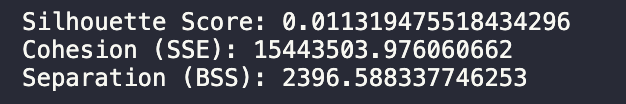 Silhouette Score: 0.011319475518434296
Cohesion (SSE): 15443503.976060662
Separation (BSS): 2396.588337746253